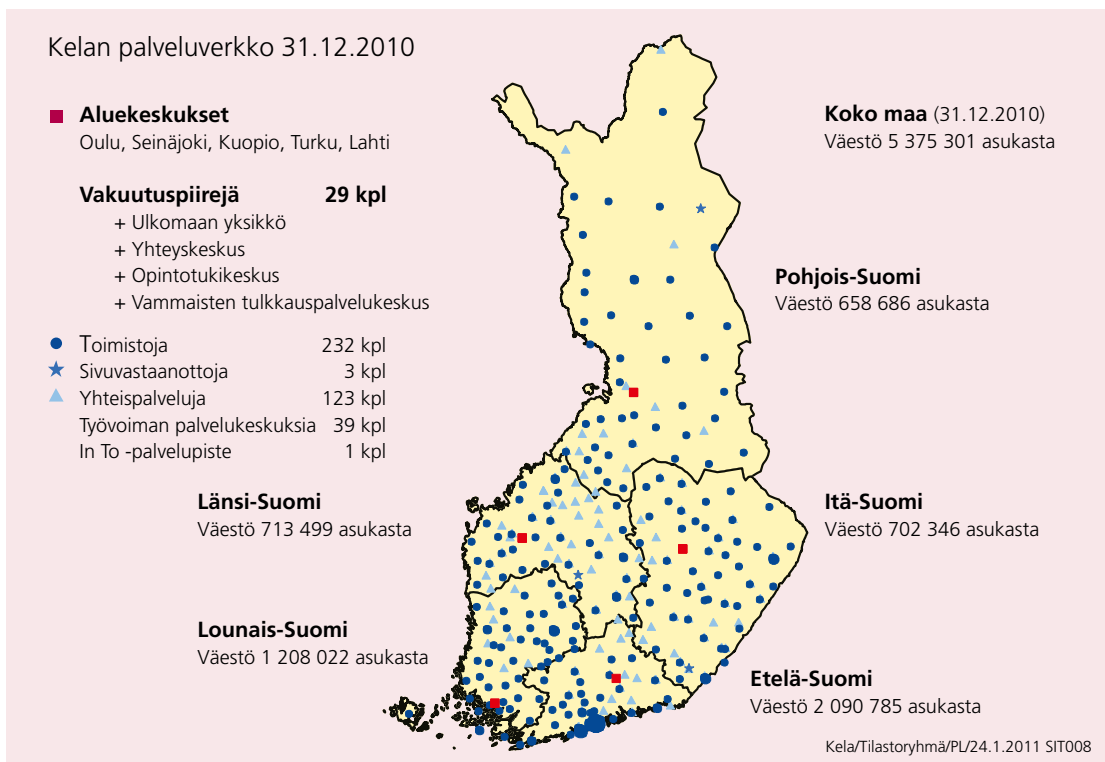 Kelan palveluverkko 31.12.2010
Aluekeskukset
Oulu, Seinäjoki, Kuopio, Turku, Lahti
Vakuutuspiirejä 29 kpl
+ Ulkomaan yksikkö
+ Yhteyskeskus
+ Opintotukikeskus
+ Vammaisten tulkkauspalvelukeskus
Toimistoja 232 kpl
Sivuvastaanottoja 3 kpl
Yhteispalveluja 123 kpl
Työvoiman palvelukeskuksia 39 kpl
In To -palvelupiste 1 kpl
Koko maa (31.12.2010)
Väestö 5 375 301 asukasta
Pohjois-Suomi
Väestö 658 686 asukasta
Länsi-Suomi
Väestö 713 499 asukasta
Itä-Suomi
Väestö 702 346 asukasta
Lounais-Suomi
Väestö 1 208 022 asukasta
Etelä-Suomi
Väestö 2 090 785 asukasta
Kela/Tilastoryhmä/PL/24.1.2011 SIT008